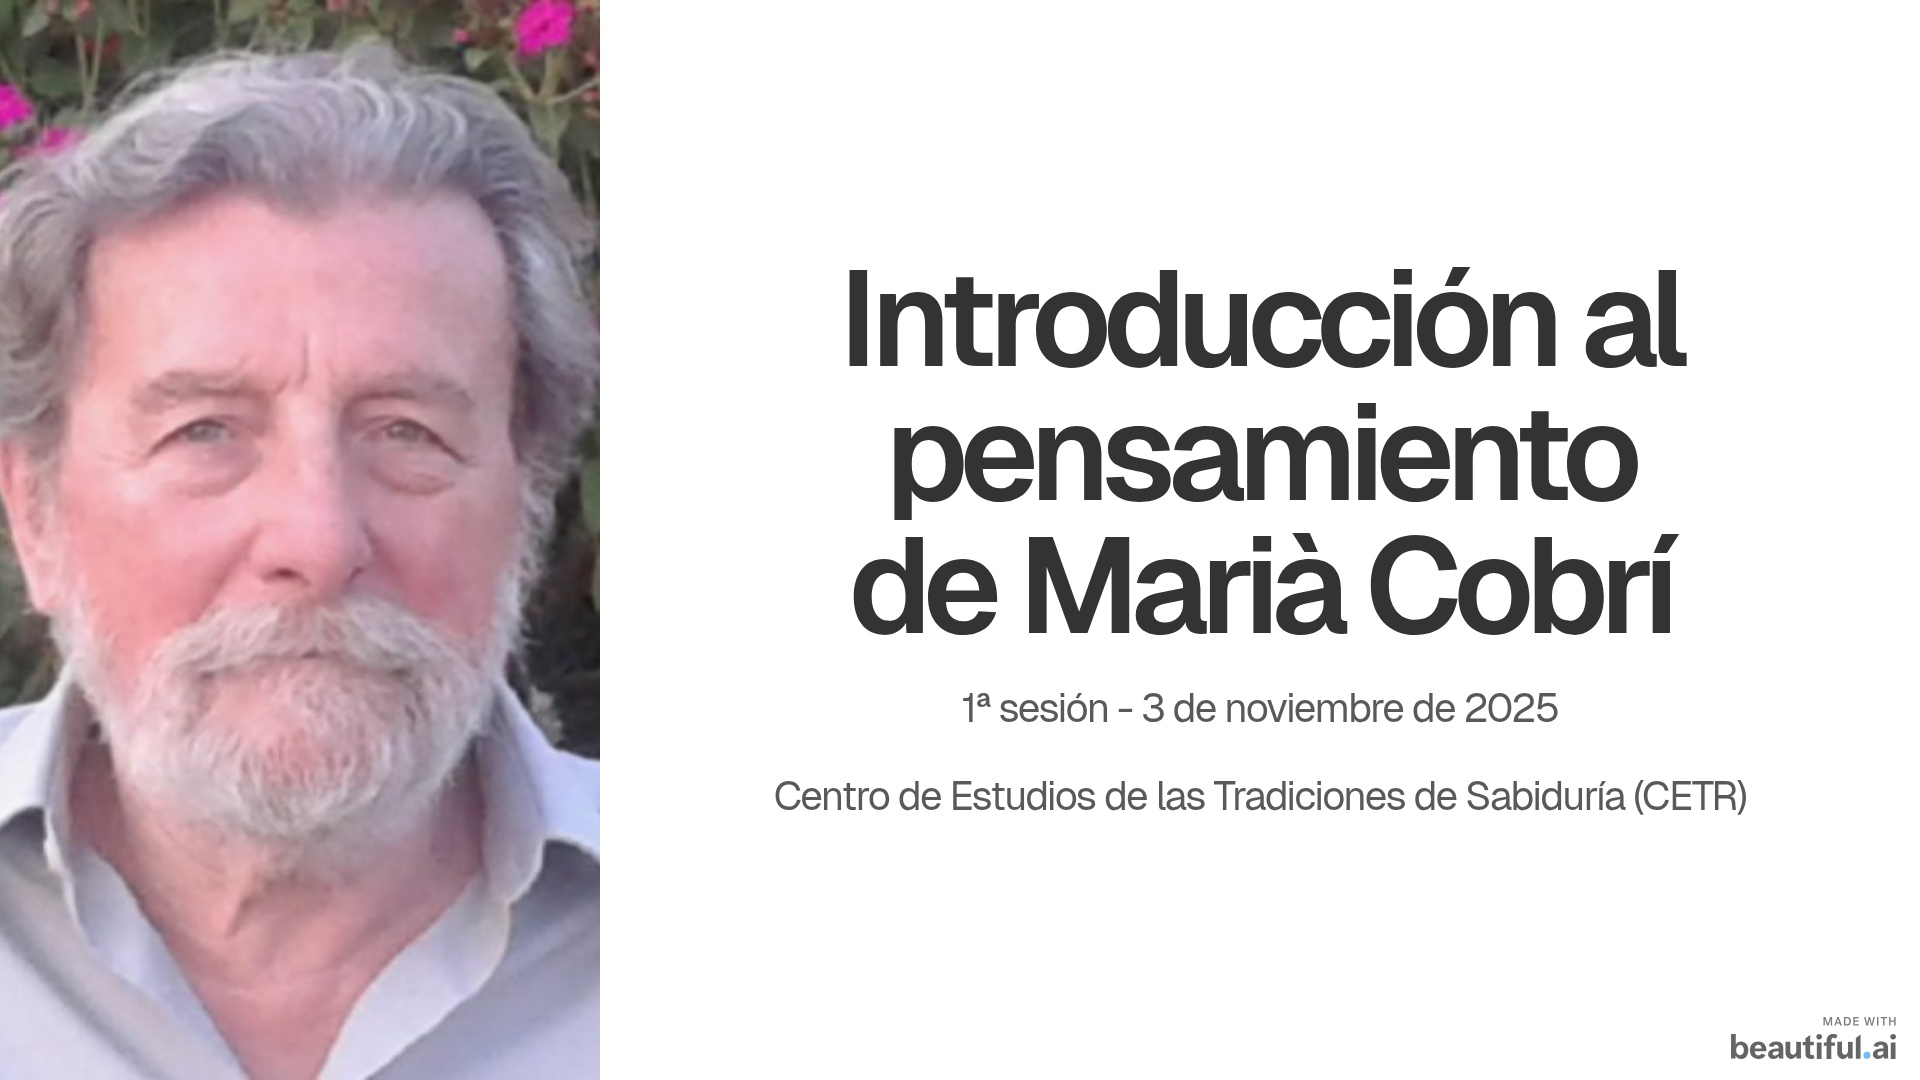 Introducción al
pensamiento
de Marià Cobrí
1ª sesión - 3 de noviembre de 2025
Centro de Estudios de las Tradiciones de Sabiduría (CETR)
MADE WITH
beautiful.ai